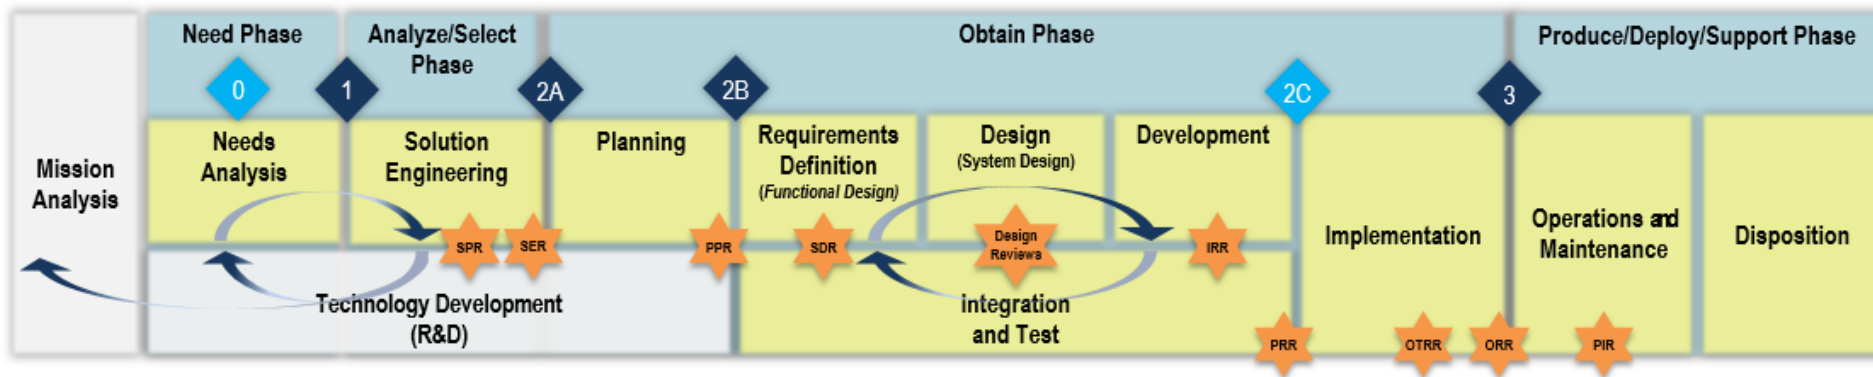 Need Phase
Analyze/Select
Phase
Obtain Phase
Produce/Deploy/Support Phase
0
1
2A
2B
2C
3
Mission
Analysis
Needs
Analysis
Solution
Engineering
Planning
Requirements
Definition
(Functional Design)
Design
(System Design)
Development
Implementation
Operations and
Maintenance
Disposition
SPR
SER
PPR
SDR
Design
Reviews
IRR
Technology Development
(R&D)
Integration
and Test
PRR
OTRR
ORR
PIR